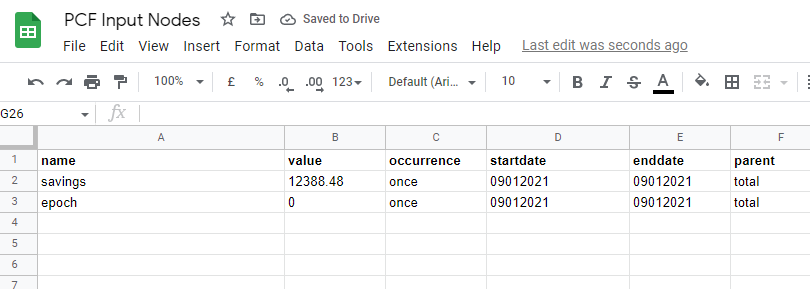 PCF Input Nodes Saved to Drive
File Edit View Insert Format Data Tools Extensions Help Last edit was seconds ago
100% £ % .0 .00 123 Default (Ari... 10 B I S A
G26 fx
A B C D E F
1 name value occurrence startdate enddate parent
2 savings 12388.48 once 09012021 09012021 total
3 epoch 0 once 09012021 09012021 total
4
5
6
7